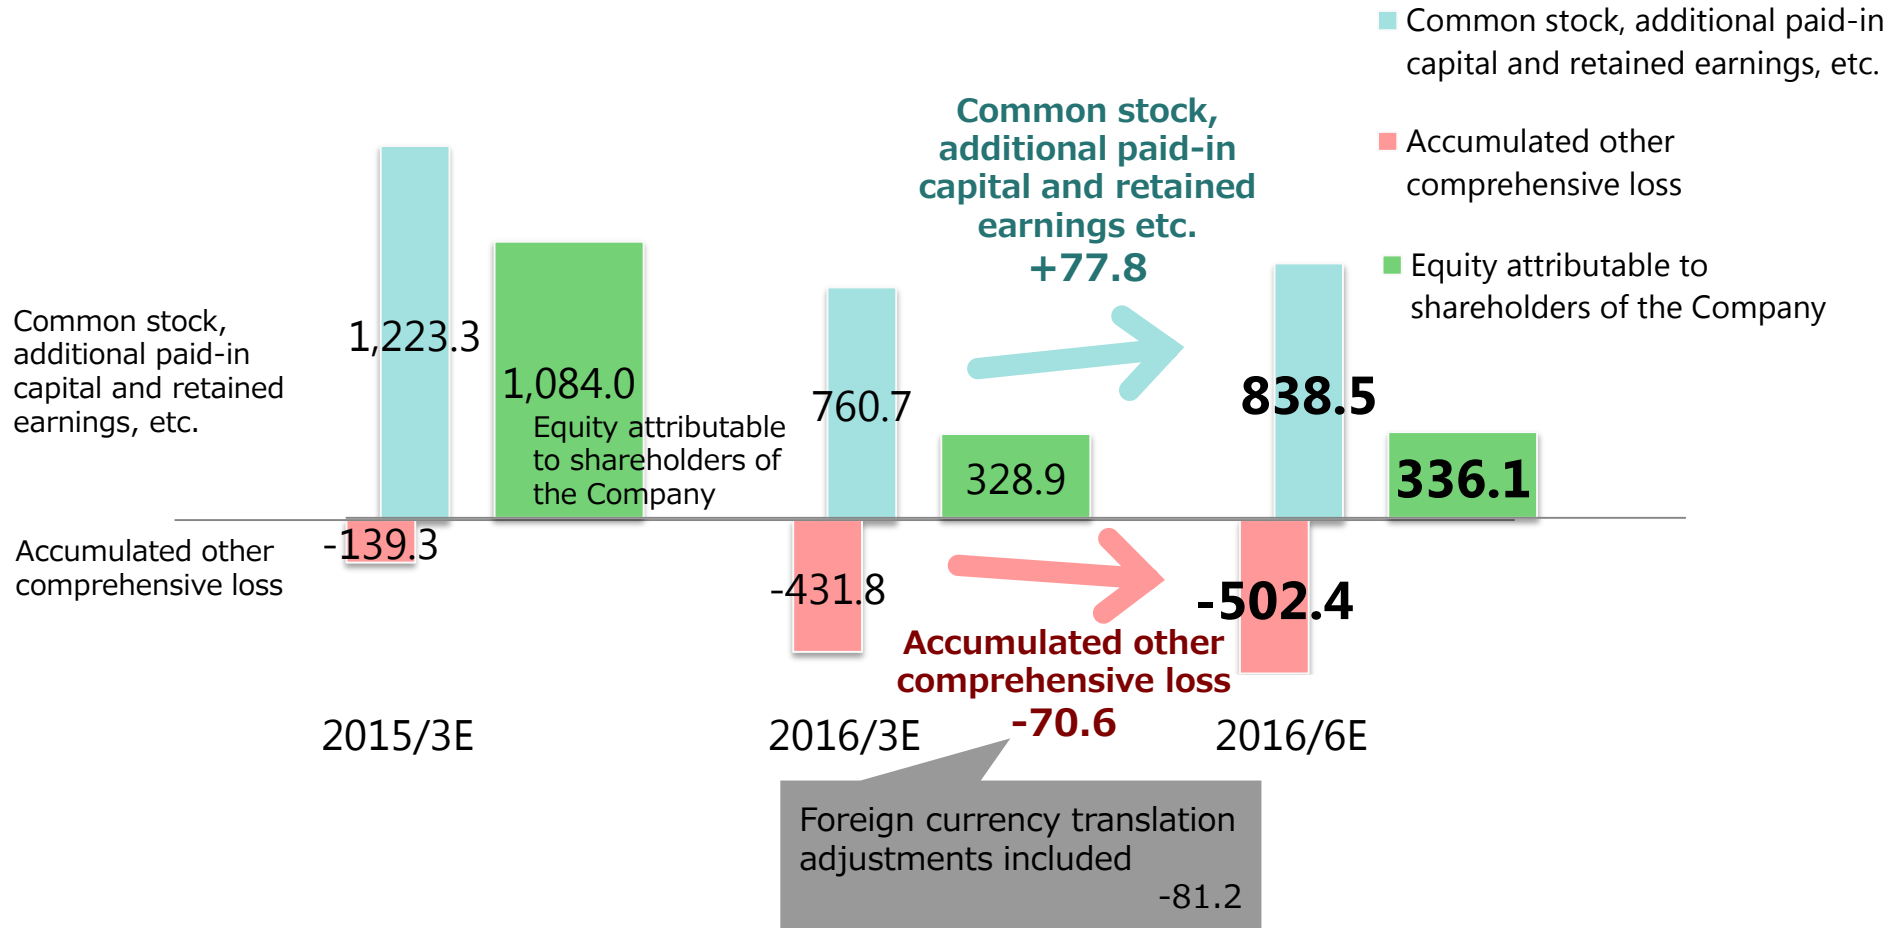 Common stock, additional paid-in
capital and retained earnings, etc.
Accumulated other
comprehensive loss
Equity attributable to
shareholders of the Company
Common stock,
additional paid-in
capital and retained
earnings etc.
+77.8
Common stock,
additional paid-in
capital and retained
earnings, etc.
1,223.3
1,084.0
Equity attributable
to shareholders of
the Company
760.7
328.9
838.5
336.1
Accumulated other
comprehensive loss
-139.3
-431.8
-502.4
Accumulated other
comprehensive loss
-70.6
2015/3E
2016/3E
2016/6E
Foreign currency translation
adjustments included
-81.2